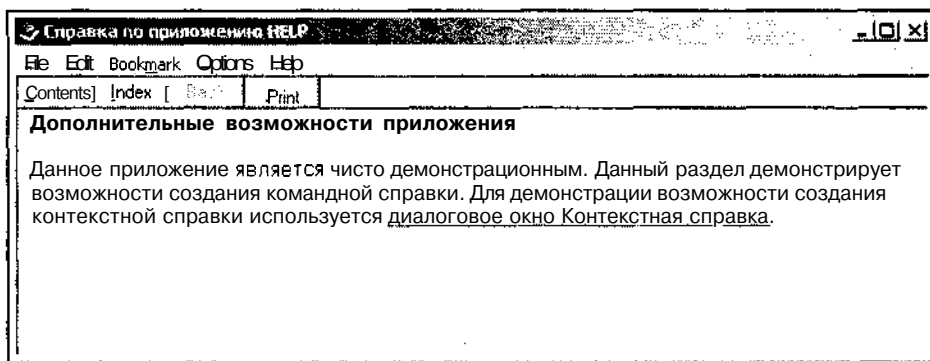 Справка по приложению HELP
File Edit Bookmark Options Help
Contents] Index [ Back Print
Дополнительные возможности приложения
Данное приложение является чисто демонстрационным. Данный раздел демонстрирует
возможности создания командной справки. Для демонстрации возможности создания
контекстной справки используется диалоговое окно Контекстная справка.